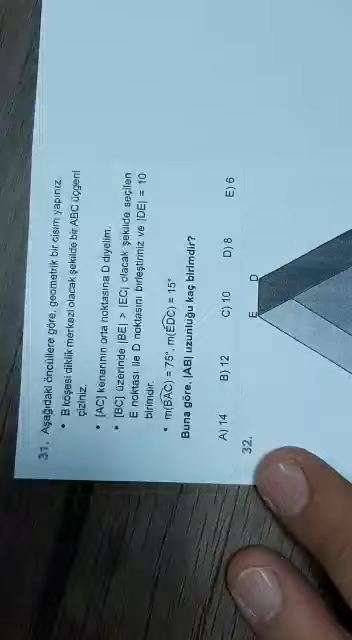 31. Aşağıdaki öncüllere göre, geometrik bir cisim yapınız.
• B köşesi diklik merkezi olacak şekilde bir ABC üçgeni
çiziniz.
• [AC] kenarının orta noktasına D diyelim.
• [BC] üzerinde |BE| > |EC| olacak şekilde seçilen
E noktası ile D noktasını birleştiriniz ve |DE| = 10
birimdir.
• m(BAC) = 75°, m(EDC) = 15°
Buna göre, |AB| uzunluğu kaç birimdir?
A) 14 B) 12 C) 10 D) 8 E) 6
32.
E D